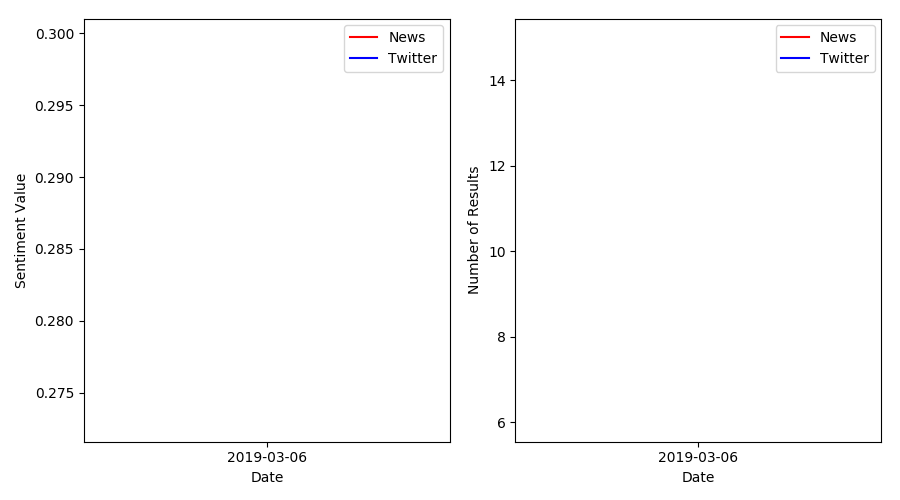 0.300
0.295
0.290
0.285
0.280
0.275
Sentiment Value
2019-03-06
Date
News
Twitter
14
12
10
8
6
Number of Results
2019-03-06
Date
News
Twitter